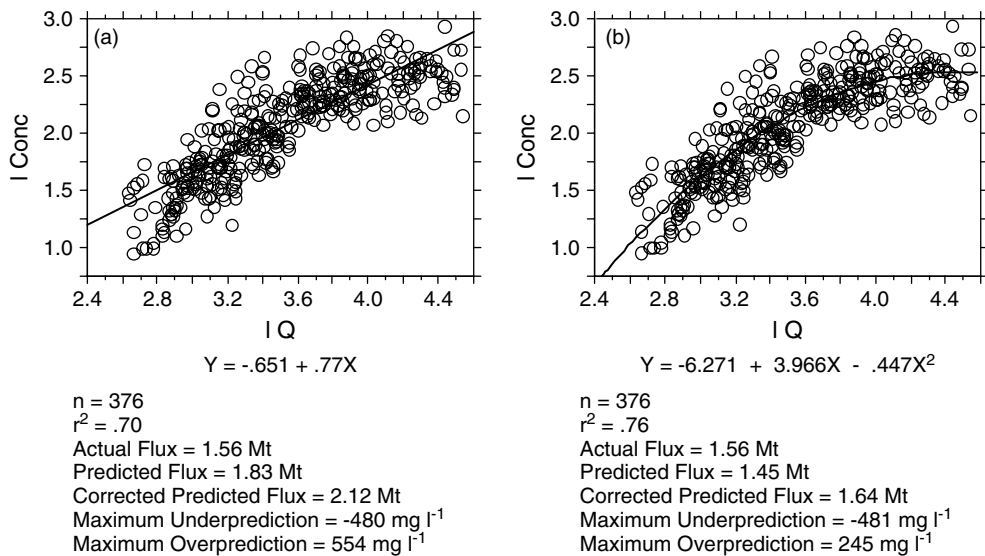 (a)
3.0
2.5
2.0
1.5
1.0
l Conc
2.4 2.8 3.2 3.6 4.0 4.4
l Q
Y = -.651 + .77X
n = 376
r² = .70
Actual Flux = 1.56 Mt
Predicted Flux = 1.83 Mt
Corrected Predicted Flux = 2.12 Mt
Maximum Underprediction = -480 mg l⁻¹
Maximum Overprediction = 554 mg l⁻¹
(b)
3.0
2.5
2.0
1.5
1.0
l Conc
2.4 2.8 3.2 3.6 4.0 4.4
l Q
Y = -6.271 + 3.966X - .447X²
n = 376
r² = .76
Actual Flux = 1.56 Mt
Predicted Flux = 1.45 Mt
Corrected Predicted Flux = 1.64 Mt
Maximum Underprediction = -481 mg l⁻¹
Maximum Overprediction = 245 mg l⁻¹